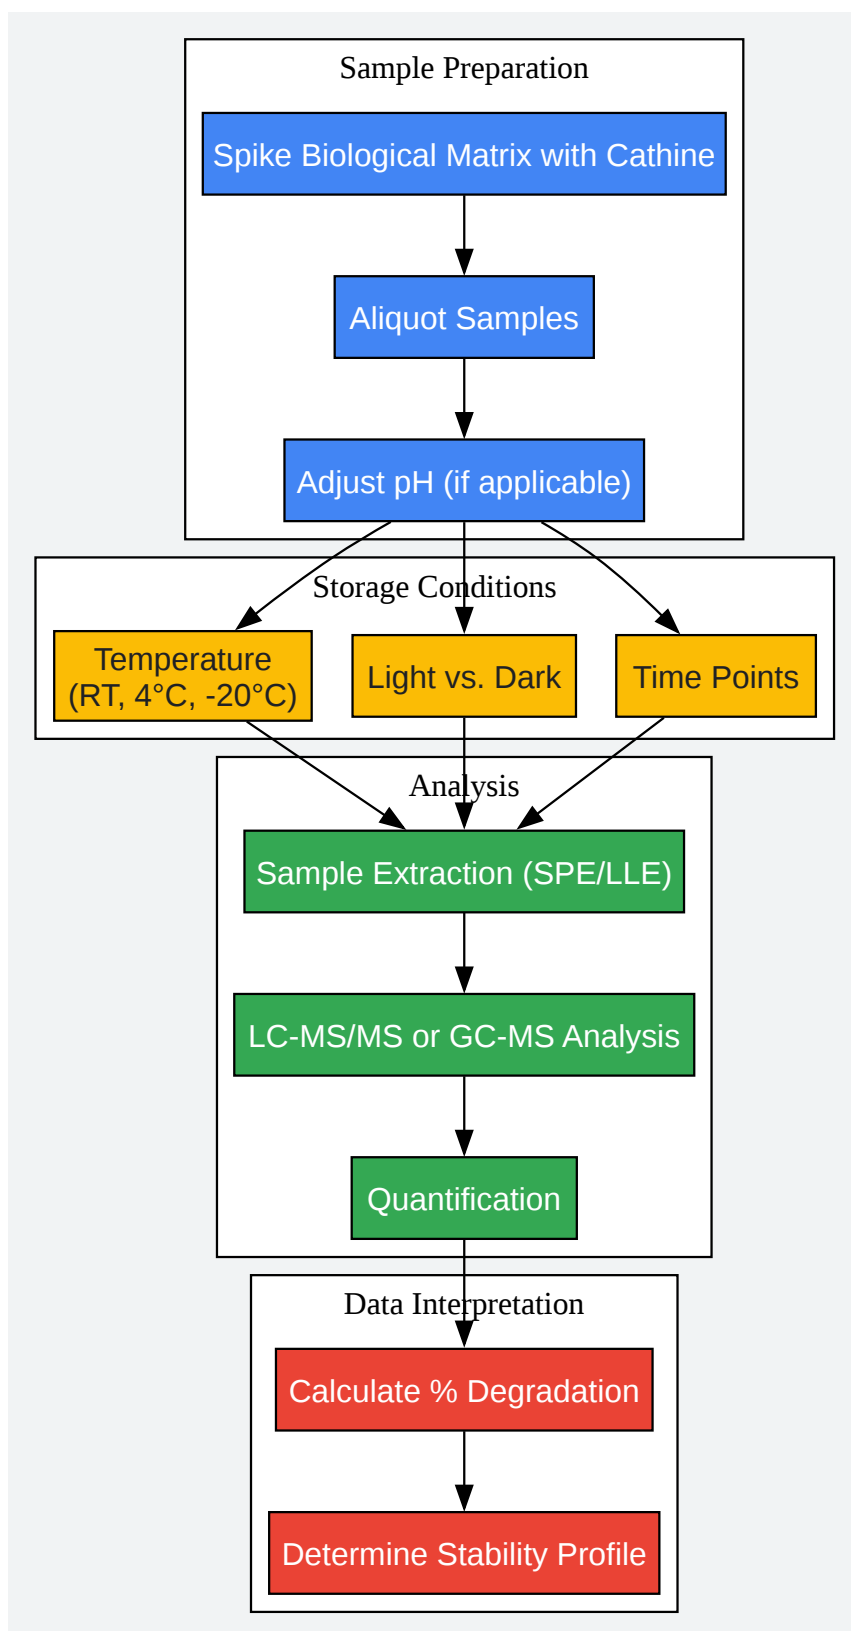 Sample Preparation
Spike Biological Matrix with Cathine
Aliquot Samples
Adjust pH (if applicable)
Storage Conditions
Temperature
(RT, 4°C, -20°C)
Light vs. Dark
Time Points
Analysis
Sample Extraction (SPE/LLE)
LC-MS/MS or GC-MS Analysis
Quantification
Data Interpretation
Calculate % Degradation
Determine Stability Profile